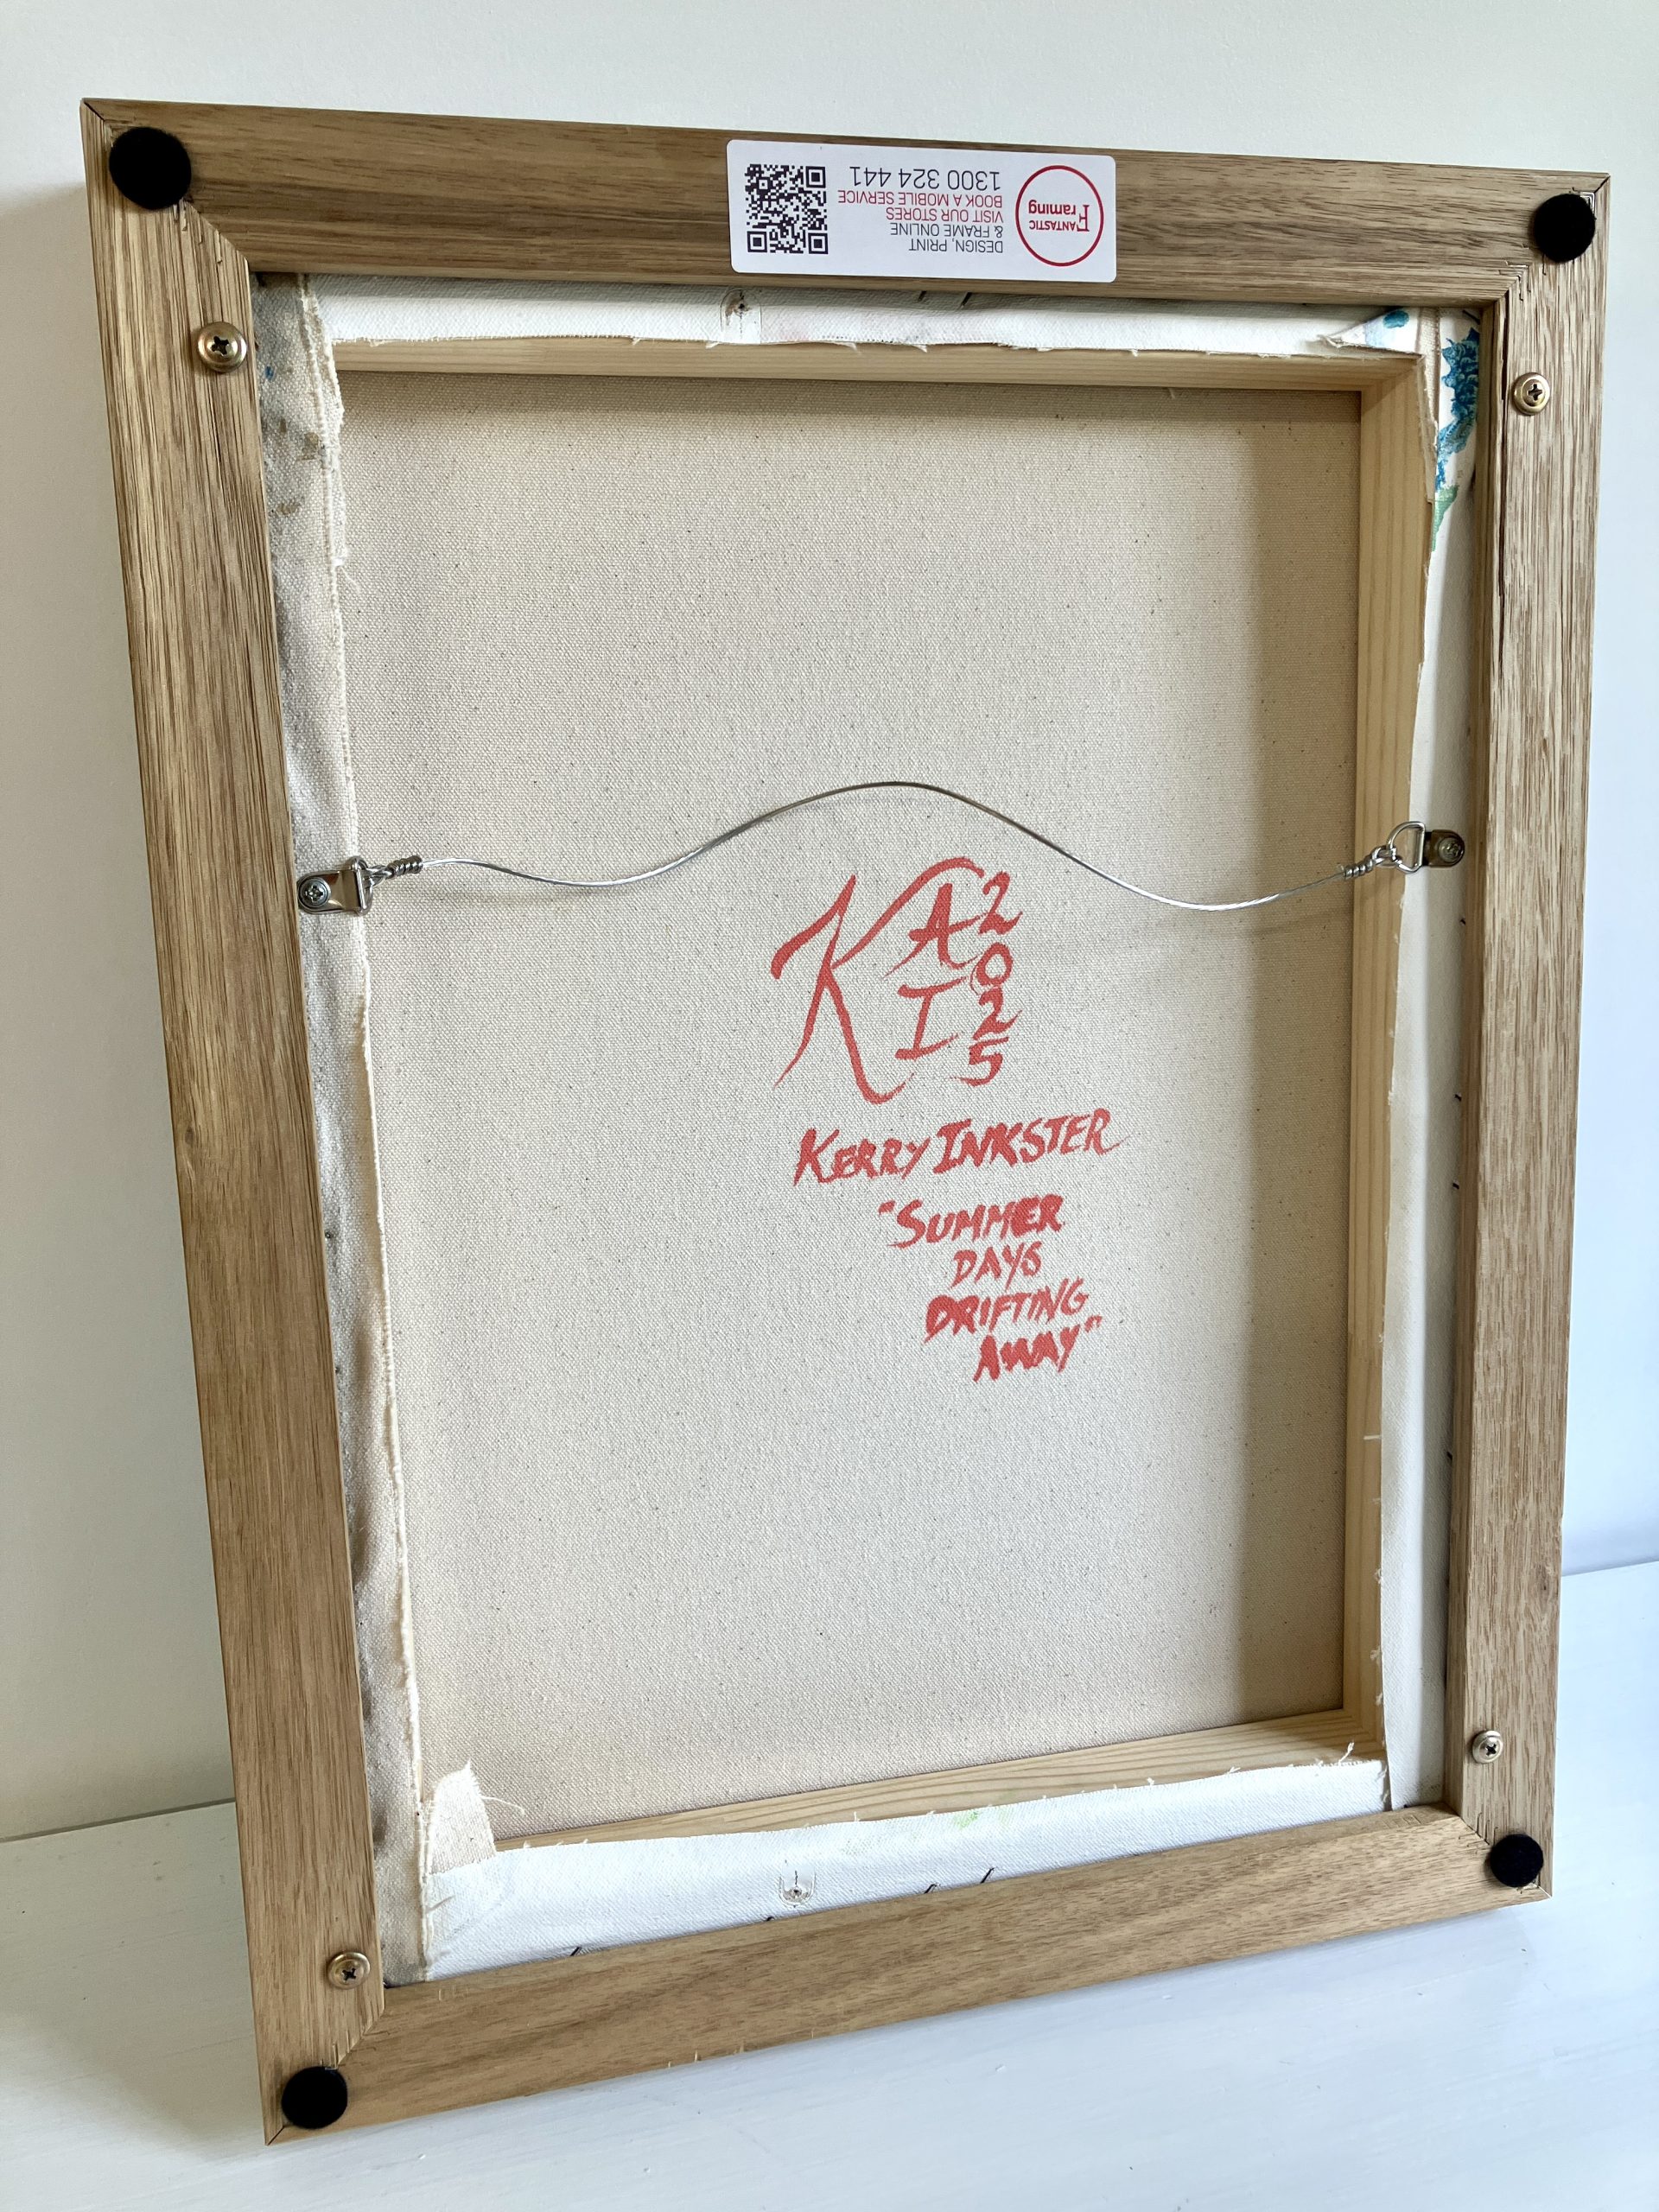 FANTASTIC
Framing
DESIGN, PRINT
& FRAME ONLINE
VISIT OUR STORES
BOOK A MOBILE SERVICE
1300 324 441
KAI 2025
KERRY INKSTER
"SUMMER
DAYS
DRIFTING
AWAY"